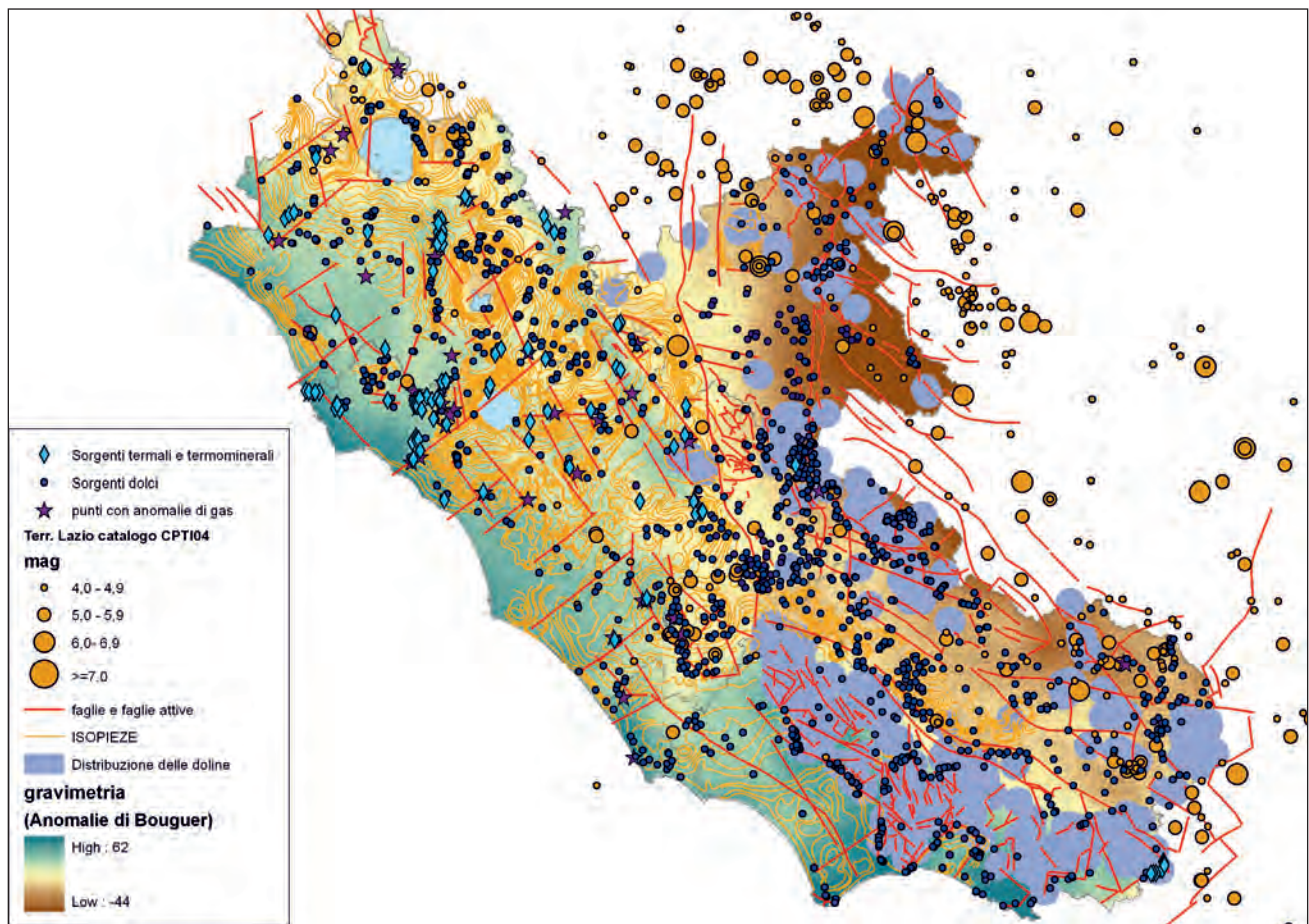 Sorgenti termali e termominerali
Sorgenti dolci
punti con anomalie di gas
Terr. Lazio catalogo CPTI04
mag
4,0 - 4,9
5,0 - 5,9
6,0- 6,9
>=7.0
faglie e faglie attive
ISOPIEZE
Distribuzione delle doline
gravimetria
(Anomalie di Bouguer)
High : 62
Low : -44